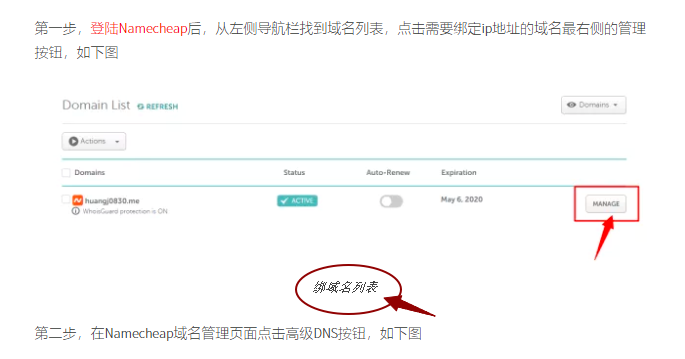 第一步，登陆Namecheap后，从左侧导航栏找到域名列表，点击需要绑定ip地址的域名最右侧的管理
按钮，如下图
Domain List REFRESH Domains
Actions
Domains Status Auto-Renew Expiration
huangj0830.me ACTIVE May 6, 2020 MANAGE
WhoisGuard protection is ON
绑域名列表
第二步，在Namecheap域名管理页面点击高级DNS按钮，如下图